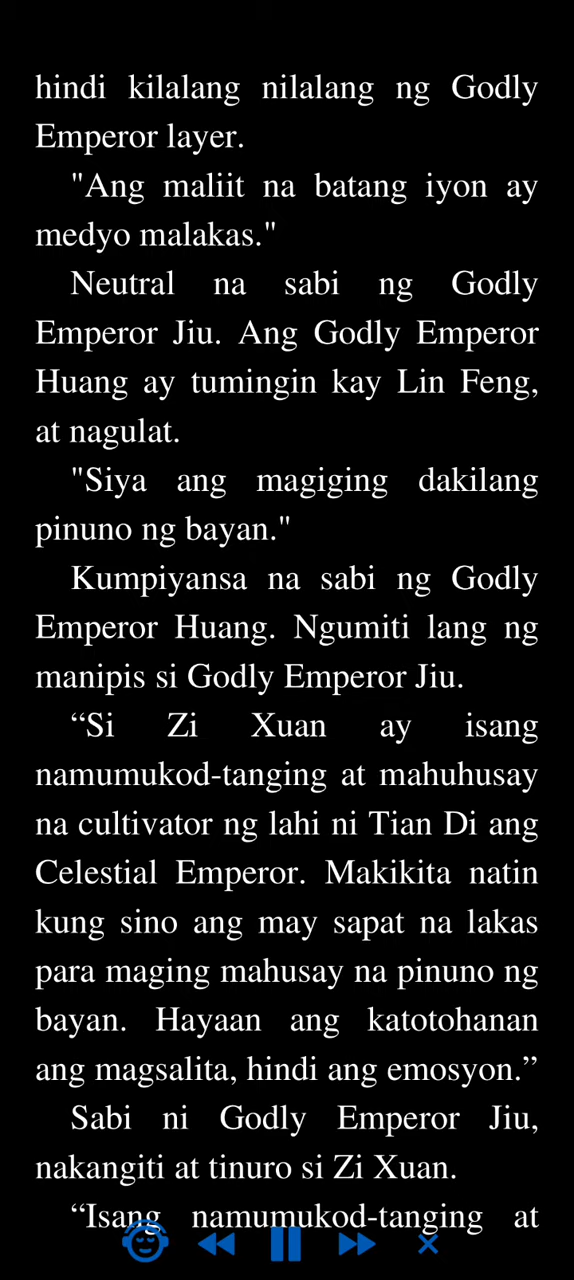 hindi kilalang nilalang ng Godly
Emperor layer.
"Ang maliit na batang iyon ay
medyo malakas."
Neutral na sabi ng Godly
Emperor Jiu. Ang Godly Emperor
Huang ay tumingin kay Lin Feng,
at nagulat.
"Siya ang magiging dakilang
pinuno ng bayan."
Kumpiyansa na sabi ng Godly
Emperor Huang. Ngumiti lang ng
manipis si Godly Emperor Jiu.
“Si Zi Xuan ay isang
namumukod-tanging at mahuhusay
na cultivator ng lahi ni Tian Di ang
Celestial Emperor. Makikita natin
kung sino ang may sapat na lakas
para maging mahusay na pinuno ng
bayan. Hayaan ang katotohanan
ang magsalita, hindi ang emosyon.”
Sabi ni Godly Emperor Jiu,
nakangiti at tinuro si Zi Xuan.
“Isang namumukod-tanging at